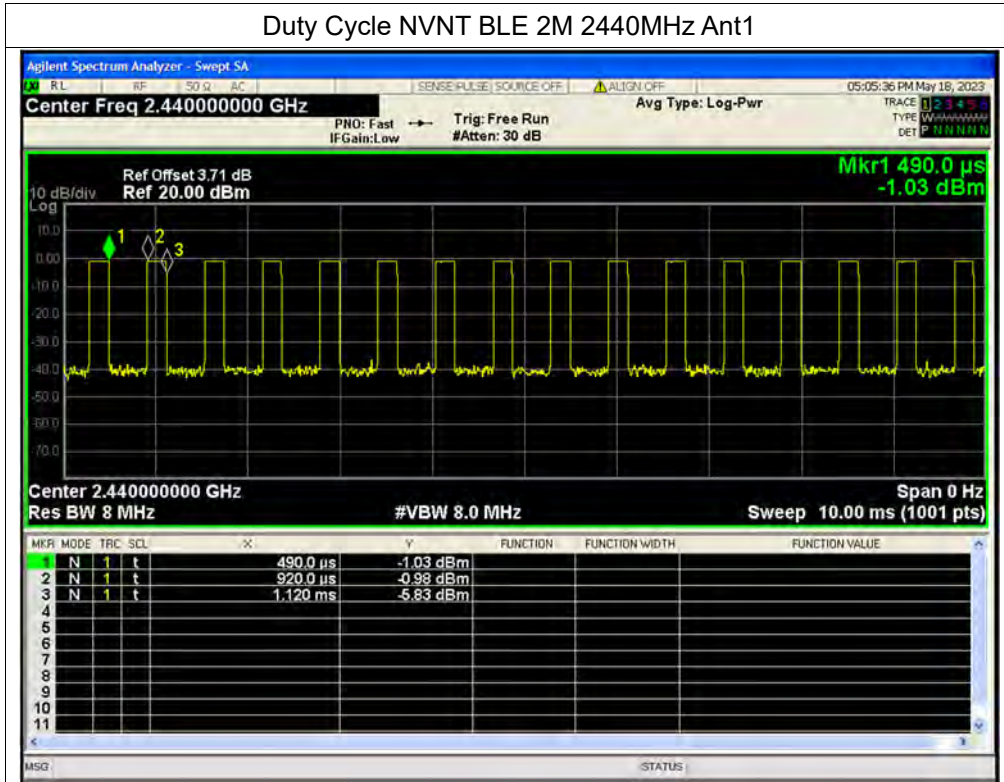 Duty Cycle NVNT BLE 2M 2440MHz Ant1
Agilent Spectrum Analyzer - Swept SA
LXI RL RF 50 Ω AC SENSE:PULSE SOURCE OFF ALIGN OFF 05:05:36 PM May 18, 2023
Center Freq 2.440000000 GHz Avg Type: Log-Pwr TRACE 1 2 3 4 5 6
PNO: Fast Trig: Free Run TYPE W
IFGain:Low #Atten: 30 dB DET P N N N N N
Mkr1 490.0 µs
-1.03 dBm
Ref Offset 3.71 dB
10 dB/div Ref 20.00 dBm
Log
10.0
1 2 3
0.00
-10.0
-20.0
-30.0
-40.0
-50.0
-60.0
-70.0
Center 2.440000000 GHz Span 0 Hz
Res BW 8 MHz #VBW 8.0 MHz Sweep 10.00 ms (1001 pts)
MKR MODE TRC SCL X Y FUNCTION FUNCTION WIDTH FUNCTION VALUE
1 N 1 t 490.0 µs -1.03 dBm
2 N 1 t 920.0 µs -0.98 dBm
3 N 1 t 1.120 ms -5.83 dBm
4
5
6
7
8
9
10
11
MSG STATUS